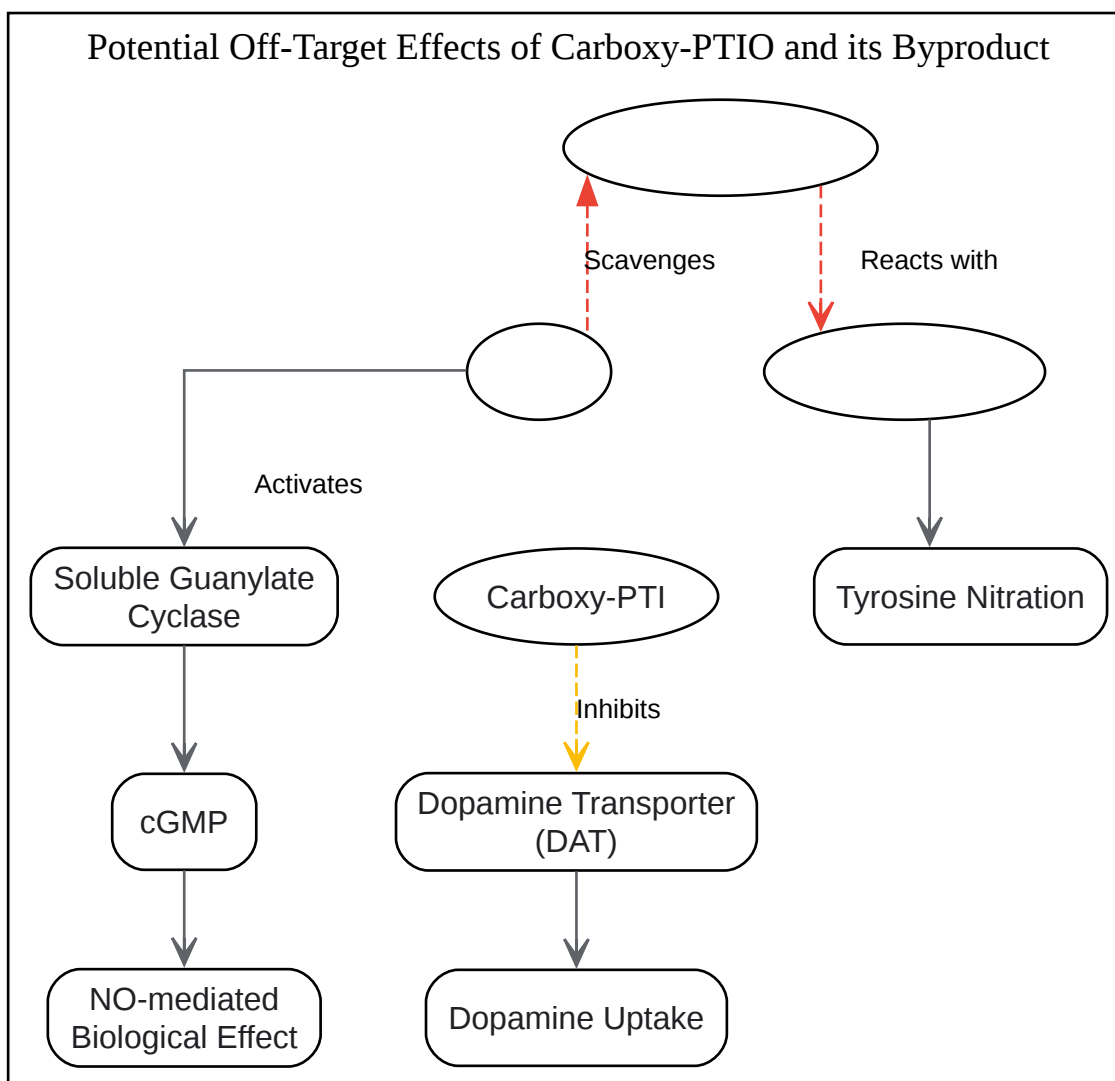 Potential Off-Target Effects of Carboxy-PTIO and its Byproduct
Scavenges
Reacts with
Activates
Soluble Guanylate
Cyclase
Carboxy-PTI
Tyrosine Nitration
Inhibits
cGMP
Dopamine Transporter
(DAT)
NO-mediated
Biological Effect
Dopamine Uptake